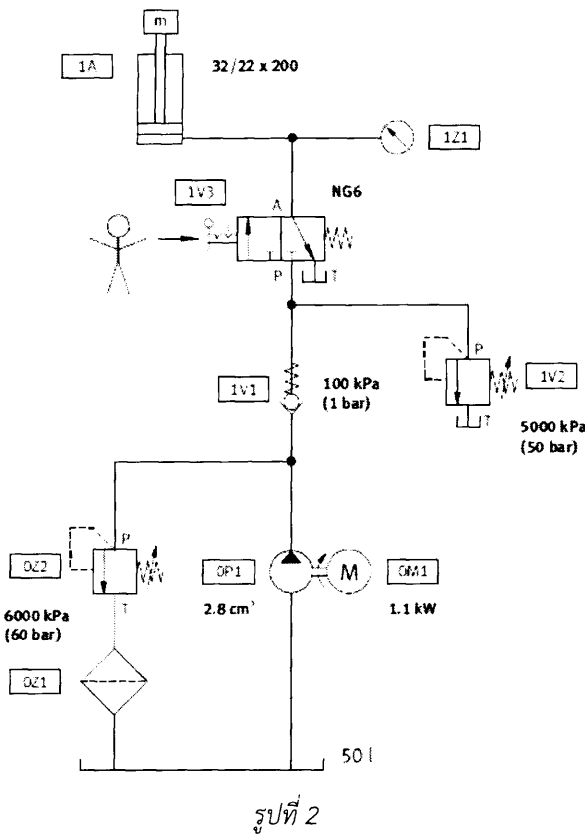 m
1A
32/22 x 200
1Z1
1V3
NG6
A
T
T
P
T
P
1V1
100 kPa
(1 bar)
1V2
T
5000 kPa
(50 bar)
P
0Z2
0P1
M
0M1
T
6000 kPa
(60 bar)
2.8 cm³
1.1 kW
0Z1
50 l
รูปที่ 2